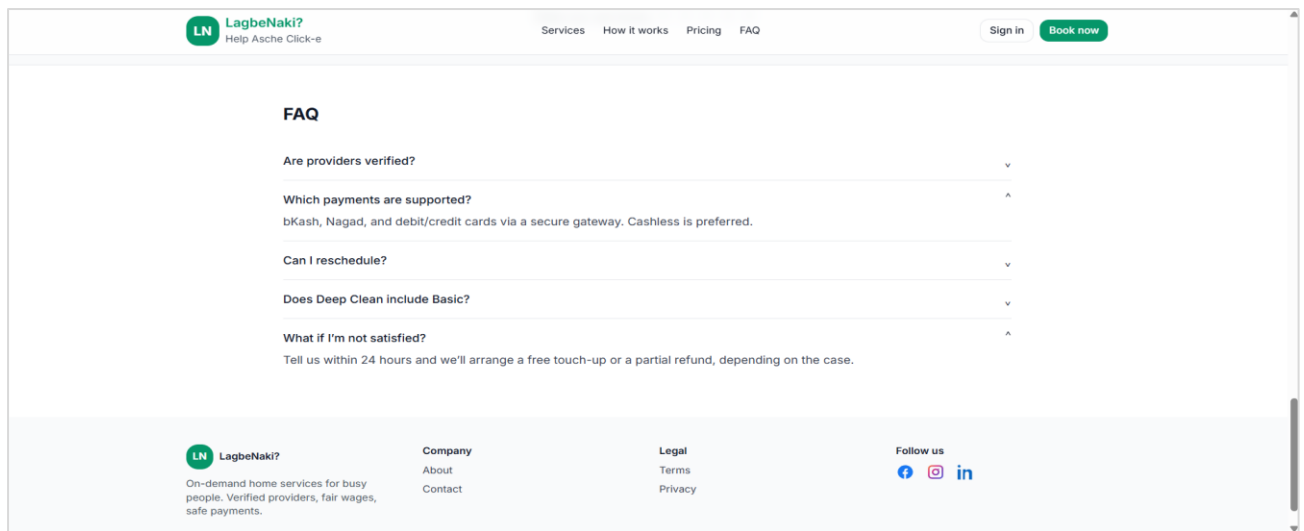 LN
LagbeNaki?
Help Asche Click-e
Services How it works Pricing FAQ
Sign in Book now
FAQ
Are providers verified?
Which payments are supported?
bKash, Nagad, and debit/credit cards via a secure gateway. Cashless is preferred.
Can I reschedule?
Does Deep Clean include Basic?
What if I'm not satisfied?
Tell us within 24 hours and we'll arrange a free touch-up or a partial refund, depending on the case.
LN LagbeNaki?
On-demand home services for busy
people. Verified providers, fair wages,
safe payments.
Company
About
Contact
Legal
Terms
Privacy
Follow us
in